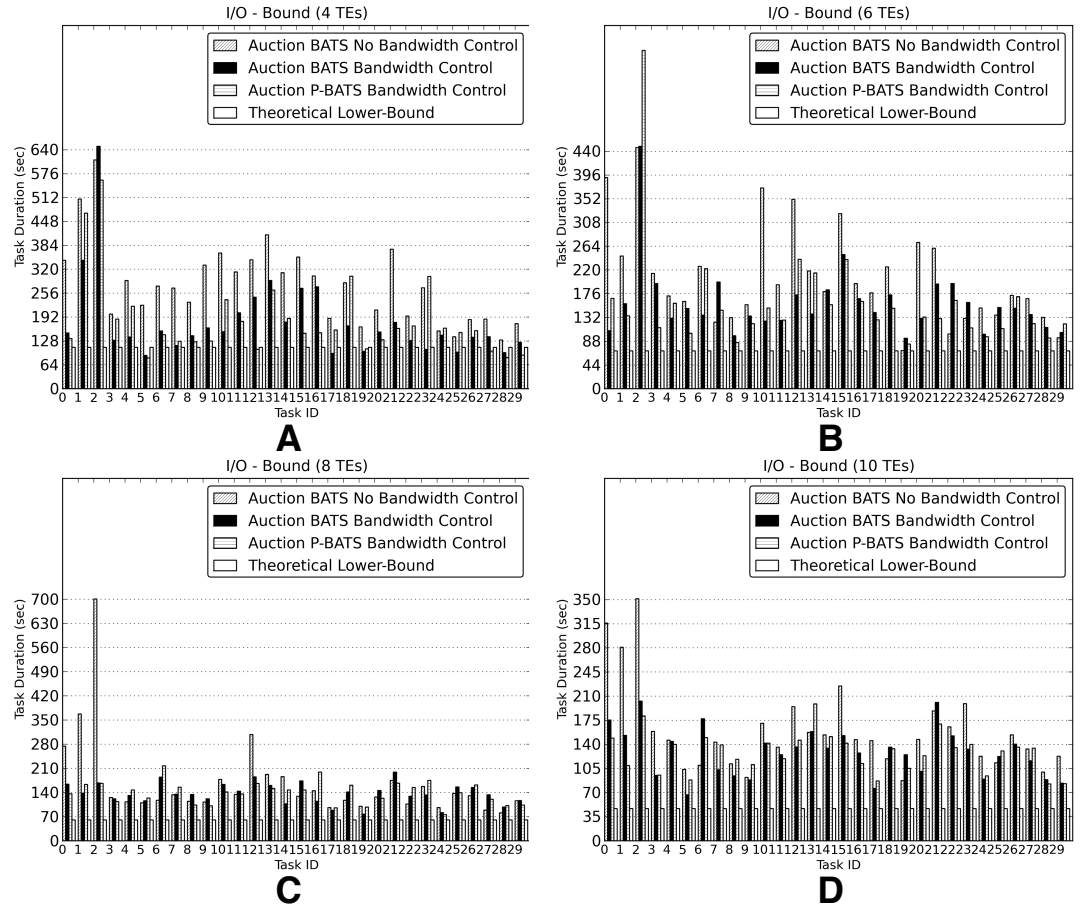 I/O - Bound (4 TEs)
Auction BATS No Bandwidth Control
Auction BATS Bandwidth Control
Auction P-BATS Bandwidth Control
Theoretical Lower-Bound
Task Duration (sec)
640
576
512
448
384
320
256
192
128
64
0
0 1 2 3 4 5 6 7 8 9 10 11 12 13 14 15 16 17 18 19 20 21 22 23 24 25 26 27 28 29
Task ID
A
I/O - Bound (6 TEs)
Auction BATS No Bandwidth Control
Auction BATS Bandwidth Control
Auction P-BATS Bandwidth Control
Theoretical Lower-Bound
Task Duration (sec)
440
396
352
308
264
220
176
132
88
44
0
0 1 2 3 4 5 6 7 8 9 10 11 12 13 14 15 16 17 18 19 20 21 22 23 24 25 26 27 28 29
Task ID
B
I/O - Bound (8 TEs)
Auction BATS No Bandwidth Control
Auction BATS Bandwidth Control
Auction P-BATS Bandwidth Control
Theoretical Lower-Bound
Task Duration (sec)
700
630
560
490
420
350
280
210
140
70
0
0 1 2 3 4 5 6 7 8 9 10 11 12 13 14 15 16 17 18 19 20 21 22 23 24 25 26 27 28 29
Task ID
C
I/O - Bound (10 TEs)
Auction BATS No Bandwidth Control
Auction BATS Bandwidth Control
Auction P-BATS Bandwidth Control
Theoretical Lower-Bound
Task Duration (sec)
350
315
280
245
210
175
140
105
70
35
0
0 1 2 3 4 5 6 7 8 9 10 11 12 13 14 15 16 17 18 19 20 21 22 23 24 25 26 27 28 29
Task ID
D